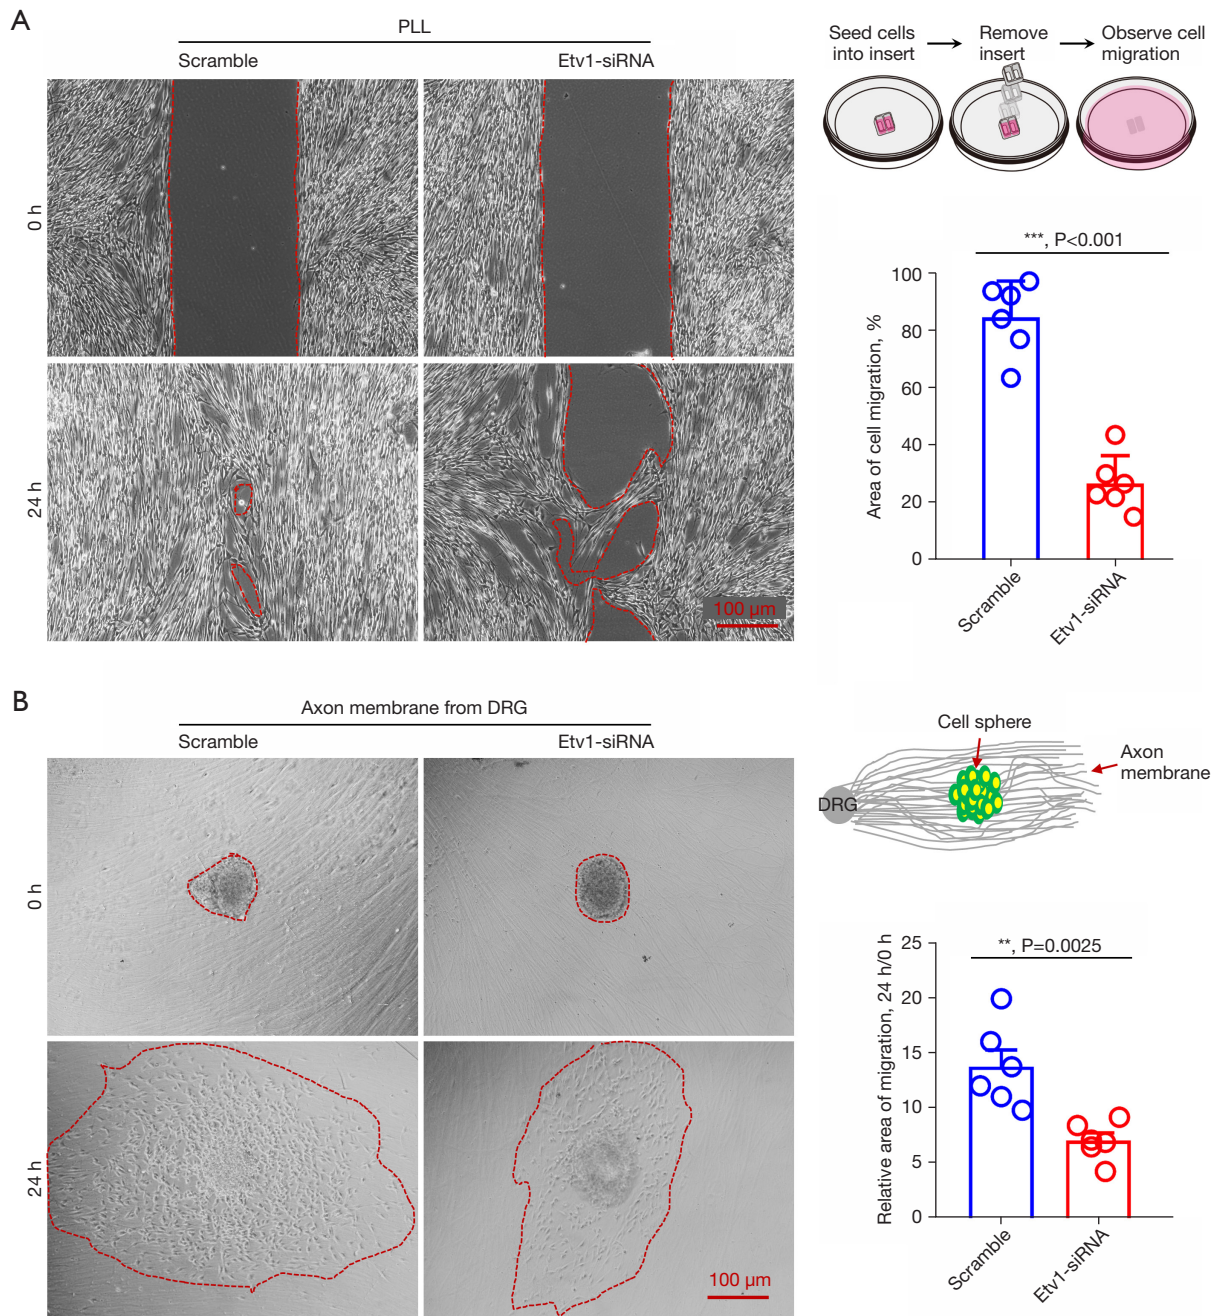 A
PLL
Scramble
Etv1-siRNA
0 h
24 h
100 µm
Seed cells
into insert
Remove
insert
Observe cell
migration
***, P<0.001
Area of cell migration, %
100
80
60
40
20
0
Scramble
Etv1-siRNA
B
Axon membrane from DRG
Scramble
Etv1-siRNA
0 h
24 h
100 µm
Cell sphere
Axon
membrane
DRG
**, P=0.0025
Relative area of migration, 24 h/0 h
25
20
15
10
5
0
Scramble
Etv1-siRNA